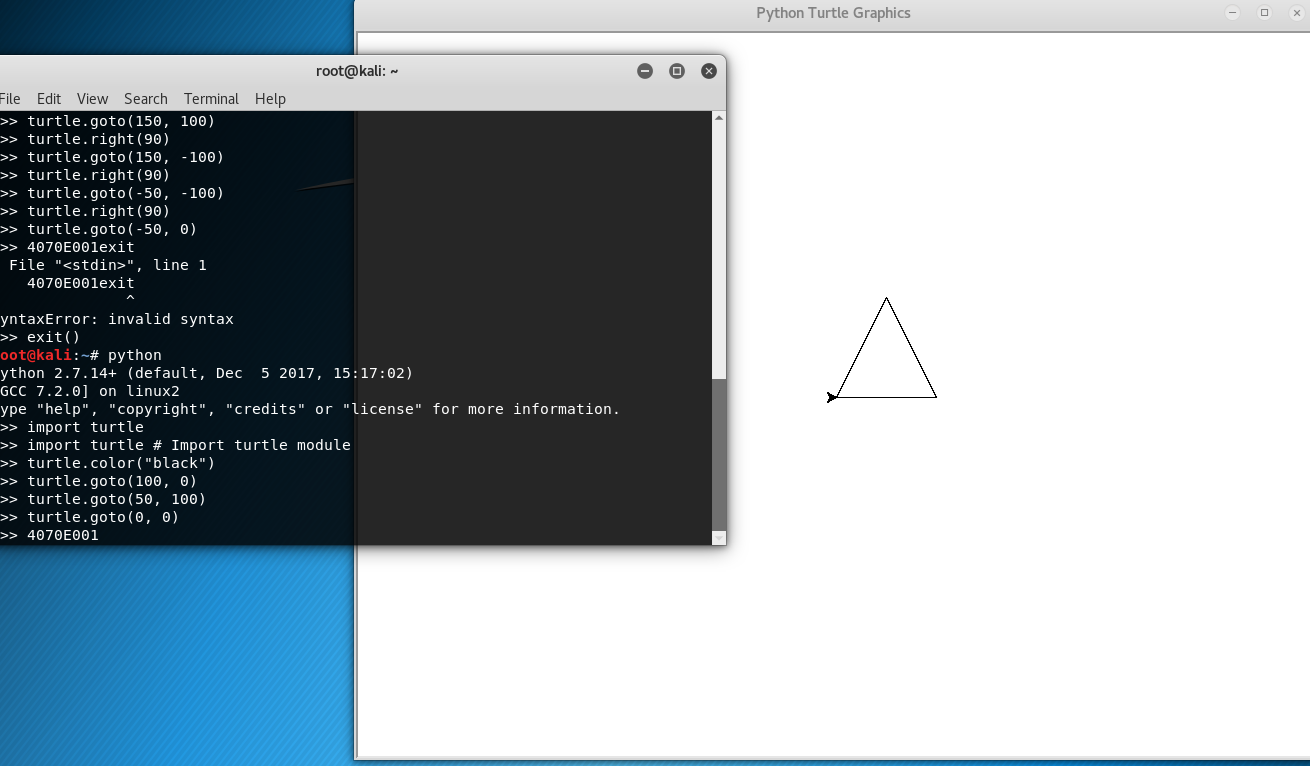 Python Turtle Graphics
root@kali: ~
File Edit View Search Terminal Help
>> turtle.goto(150, 100)
>> turtle.right(90)
>> turtle.goto(150, -100)
>> turtle.right(90)
>> turtle.goto(-50, -100)
>> turtle.right(90)
>> turtle.goto(-50, 0)
>> 4070E001exit
File "<stdin>", line 1
4070E001exit
^
yntaxError: invalid syntax
>> exit()
oot@kali:~# python
ython 2.7.14+ (default, Dec  5 2017, 15:17:02)
GCC 7.2.0] on linux2
ype "help", "copyright", "credits" or "license" for more information.
>> import turtle
>> import turtle # Import turtle module
>> turtle.color("black")
>> turtle.goto(100, 0)
>> turtle.goto(50, 100)
>> turtle.goto(0, 0)
>> 4070E001